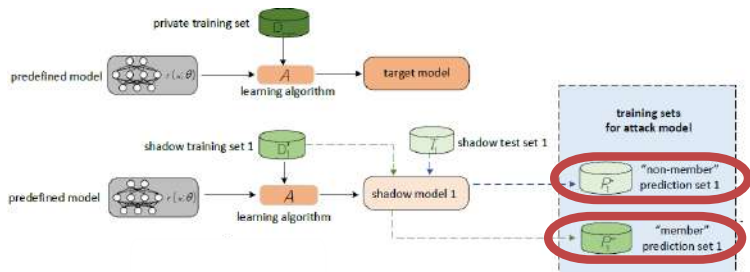 private training set
D
predefined model
r(x;θ)
A
target model
learning algorithm
training sets
for attack model
shadow training set 1
shadow test set 1
"non-member"
prediction set 1
predefined model
A
shadow model 1
learning algorithm
"member"
prediction set 1